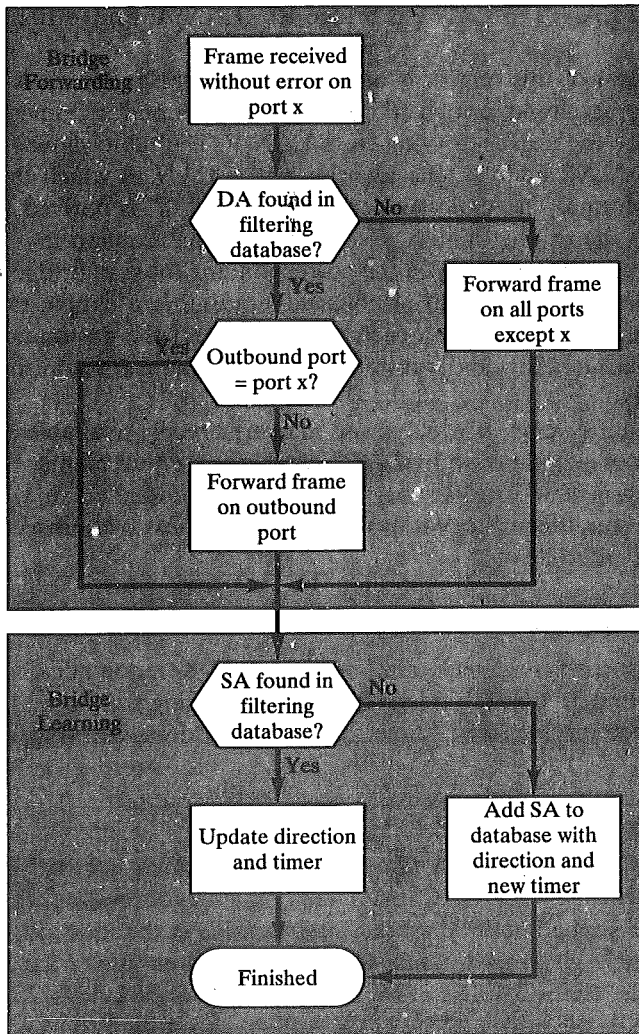 Bridge
Forwarding
Frame received
without error on
port x
DA found in
filtering
database?
No
Yes
Forward frame
on all ports
except x
Yes
Outbound port
= port x?
No
Forward frame
on outbound
port
Bridge
Learning
SA found in
filtering
database?
No
Yes
Update direction
and timer
Add SA to
database with
direction and
new timer
Finished